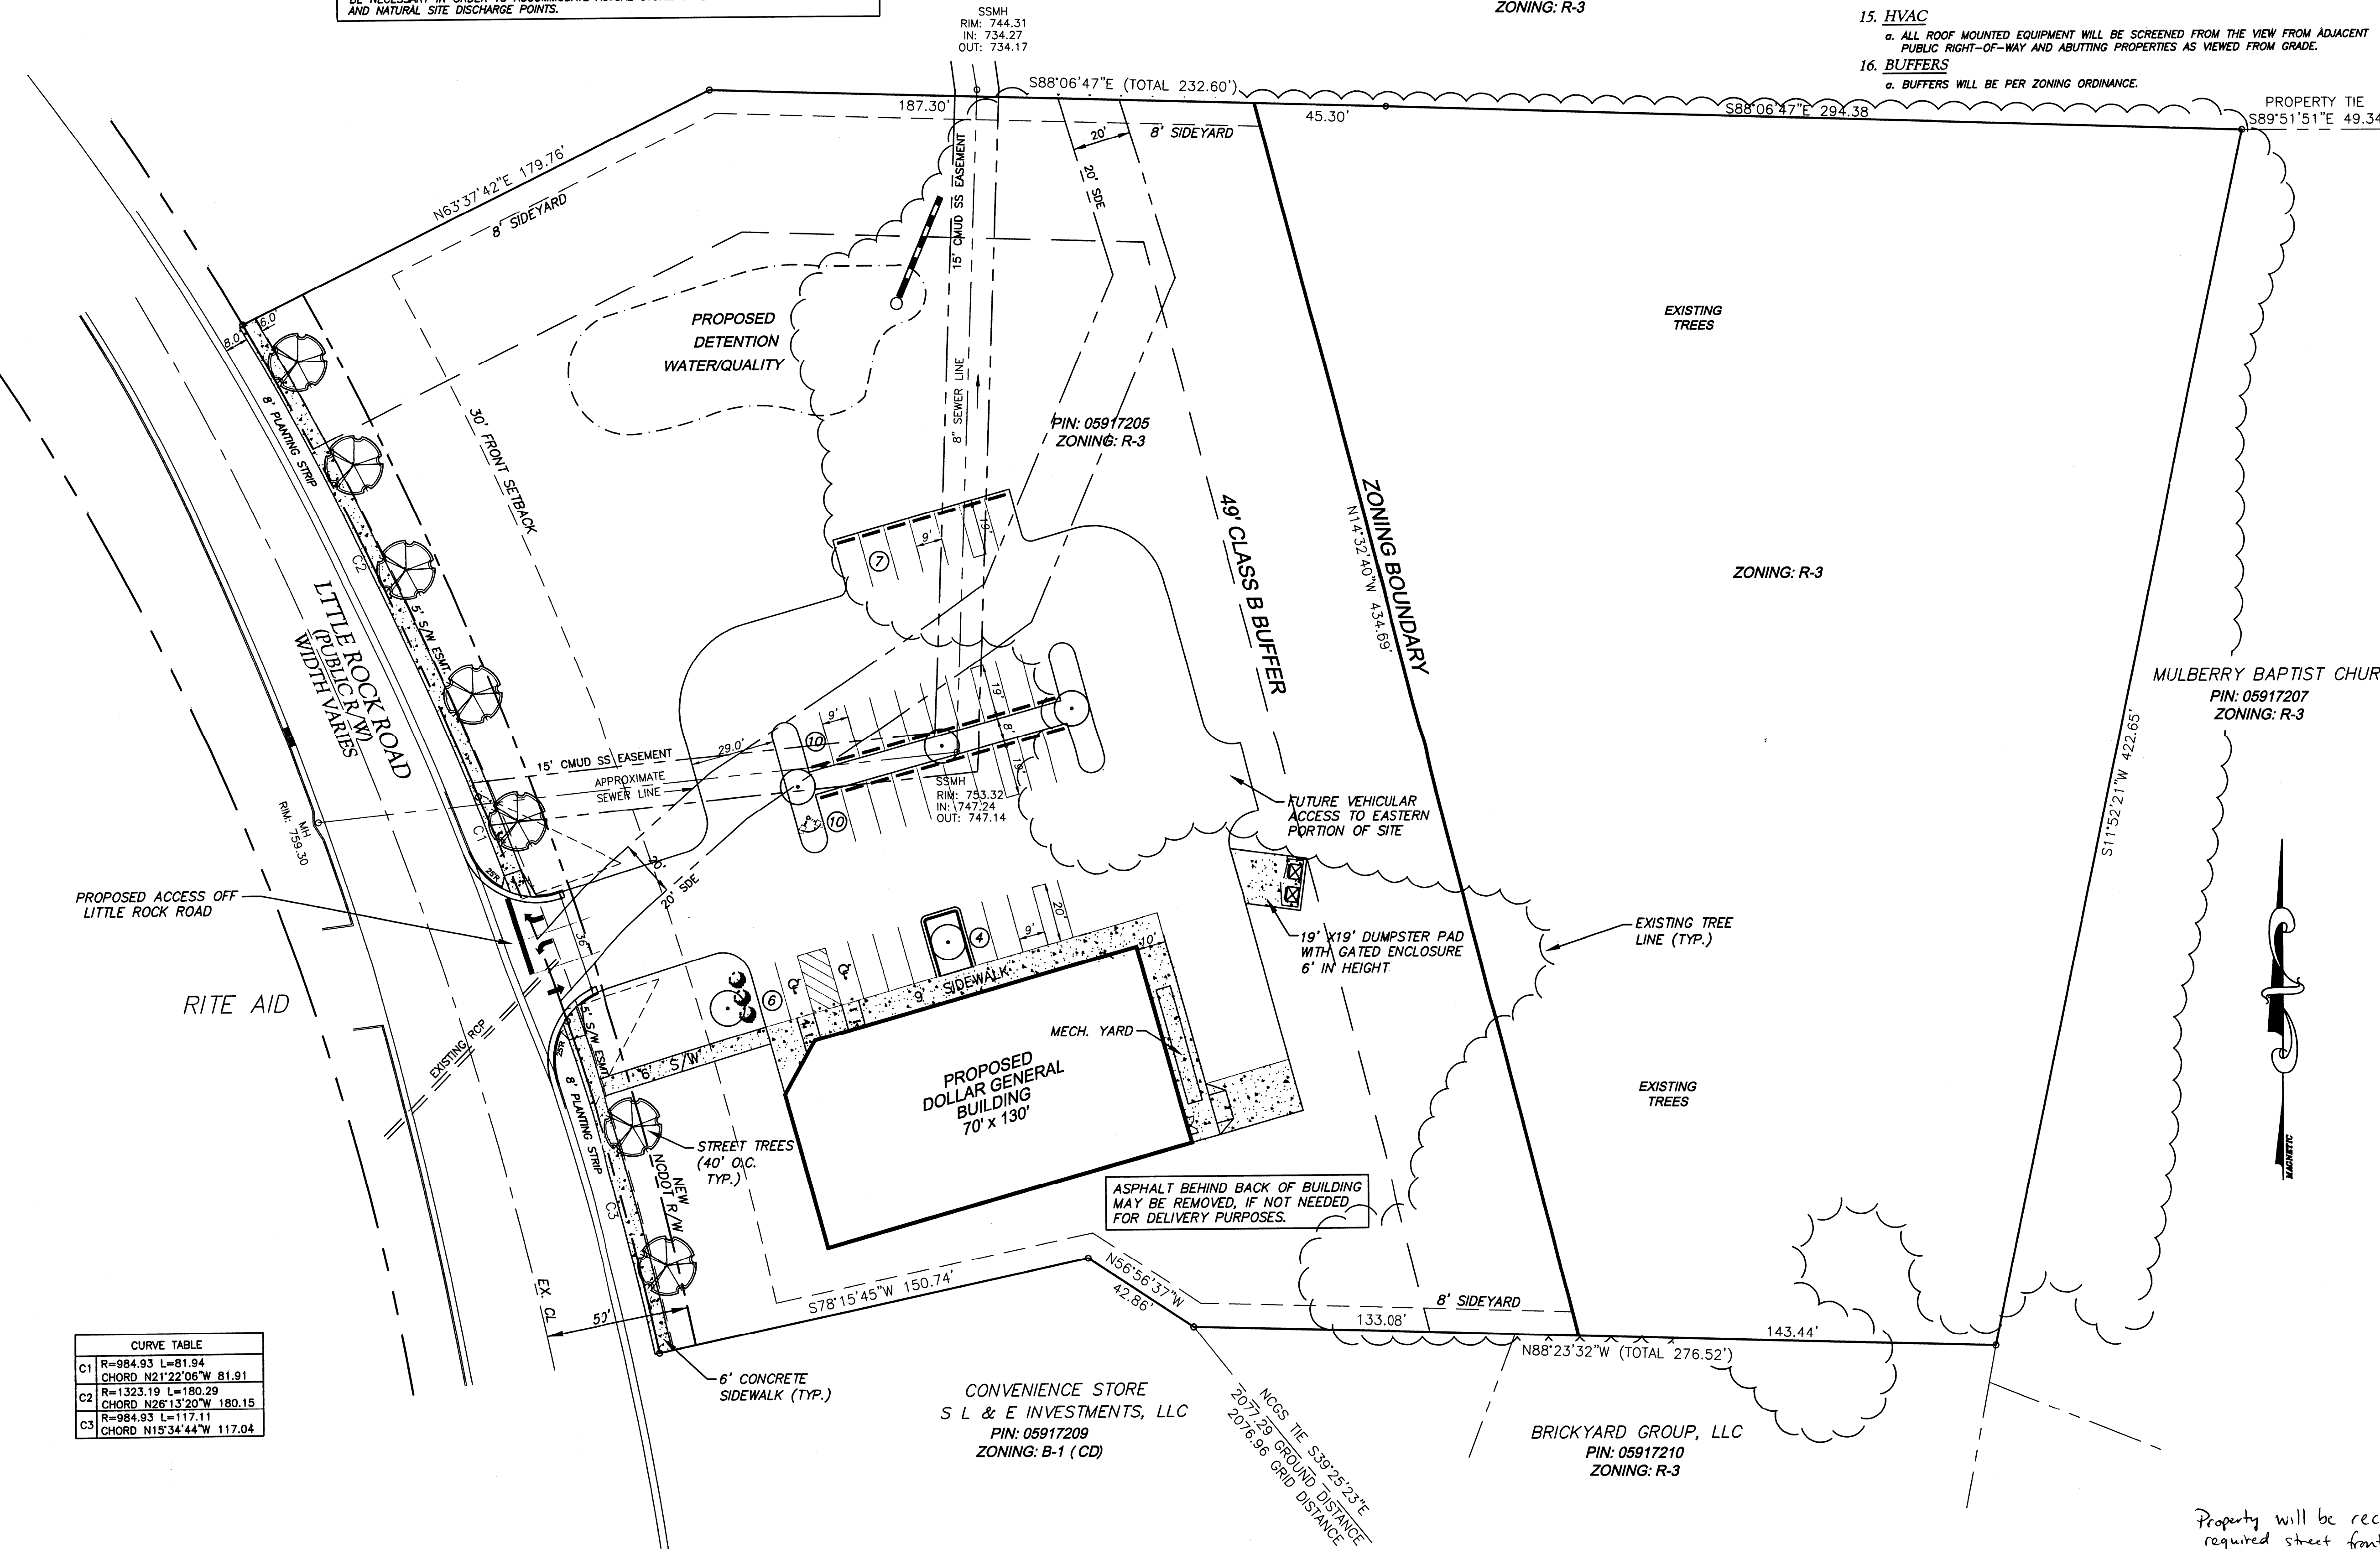 AND NATURAL SITE DISCHARGE POINTS.
SSMH
RIM: 744.31
IN: 734.27
OUT: 734.17
ZONING: R-3
15. HVAC
a. ALL ROOF MOUNTED EQUIPMENT WILL BE SCREENED FROM THE VIEW FROM ADJACENT
PUBLIC RIGHT-OF-WAY AND ABUTTING PROPERTIES AS VIEWED FROM GRADE.
16. BUFFERS
a. BUFFERS WILL BE PER ZONING ORDINANCE.
PROPERTY TIE
S89°51'51"E 49.34
S88°06'47"E (TOTAL 232.60')
187.30'
45.30'
S88°06'47"E 294.38
N63°37'42"E 179.76'
8' SIDEYARD
8' SIDEYARD
20'
20' SDE
15' CMUD SS EASEMENT
8" SEWER LINE
PROPOSED
DETENTION
WATER/QUALITY
EXISTING
TREES
8.0'
6.0'
8' PLANTING STRIP
30' FRONT SETBACK
PIN: 05917205
ZONING: R-3
49' CLASS B BUFFER
ZONING BOUNDARY
N14°32'40"W 434.69'
ZONING: R-3
C2
5' S/W ESMT
LTTLE ROCK ROAD
(PUBLIC R/W)
WIDTH VARIES
7
9'
19'
MULBERRY BAPTIST CHUR
PIN: 05917207
ZONING: R-3
S11°52'21"W 422.65'
15' CMUD SS EASEMENT
29.0'
APPROXIMATE
SEWER LINE
10
9'
19'
8'
19'
10
SSMH
RIM: 753.32
IN: 747.24
OUT: 747.14
FUTURE VEHICULAR
ACCESS TO EASTERN
PORTION OF SITE
MH
RIM: 759.30
C1
25'R
20'
20' SDE
PROPOSED ACCESS OFF
LITTLE ROCK ROAD
36'
EXISTING TREE
LINE (TYP.)
19' X19' DUMPSTER PAD
WITH GATED ENCLOSURE
6' IN HEIGHT
4
9'
20'
10'
6
9' SIDEWALK
RITE AID
EXISTING RCP
25'R
5' S/W ESMT
8' PLANTING STRIP
6' S/W
MECH. YARD
PROPOSED
DOLLAR GENERAL
BUILDING
70' x 130'
EXISTING
TREES
MAGNETIC
STREET TREES
(40' O.C.
TYP.)
NEW
NCDOT R/W
C3
ASPHALT BEHIND BACK OF BUILDING
MAY BE REMOVED, IF NOT NEEDED
FOR DELIVERY PURPOSES.
EX. CL
50'
S78°15'45"W 150.74'
N56°56'37"W
42.86'
8' SIDEYARD
133.08'
143.44'
N88°23'32"W (TOTAL 276.52')
CURVE TABLE
C1 R=984.93 L=81.94
CHORD N21°22'06"W 81.91
C2 R=1323.19 L=180.29
CHORD N26°13'20"W 180.15
C3 R=984.93 L=117.11
CHORD N15°34'44"W 117.04
6' CONCRETE
SIDEWALK (TYP.)
CONVENIENCE STORE
S L & E INVESTMENTS, LLC
PIN: 05917209
ZONING: B-1 ( CD)
NCGS TIE S39°25'23"E
2077.29 GROUND DISTANCE
2076.96 GRID DISTANCE
BRICKYARD GROUP, LLC
PIN: 05917210
ZONING: R-3
Property will be rec
required street front